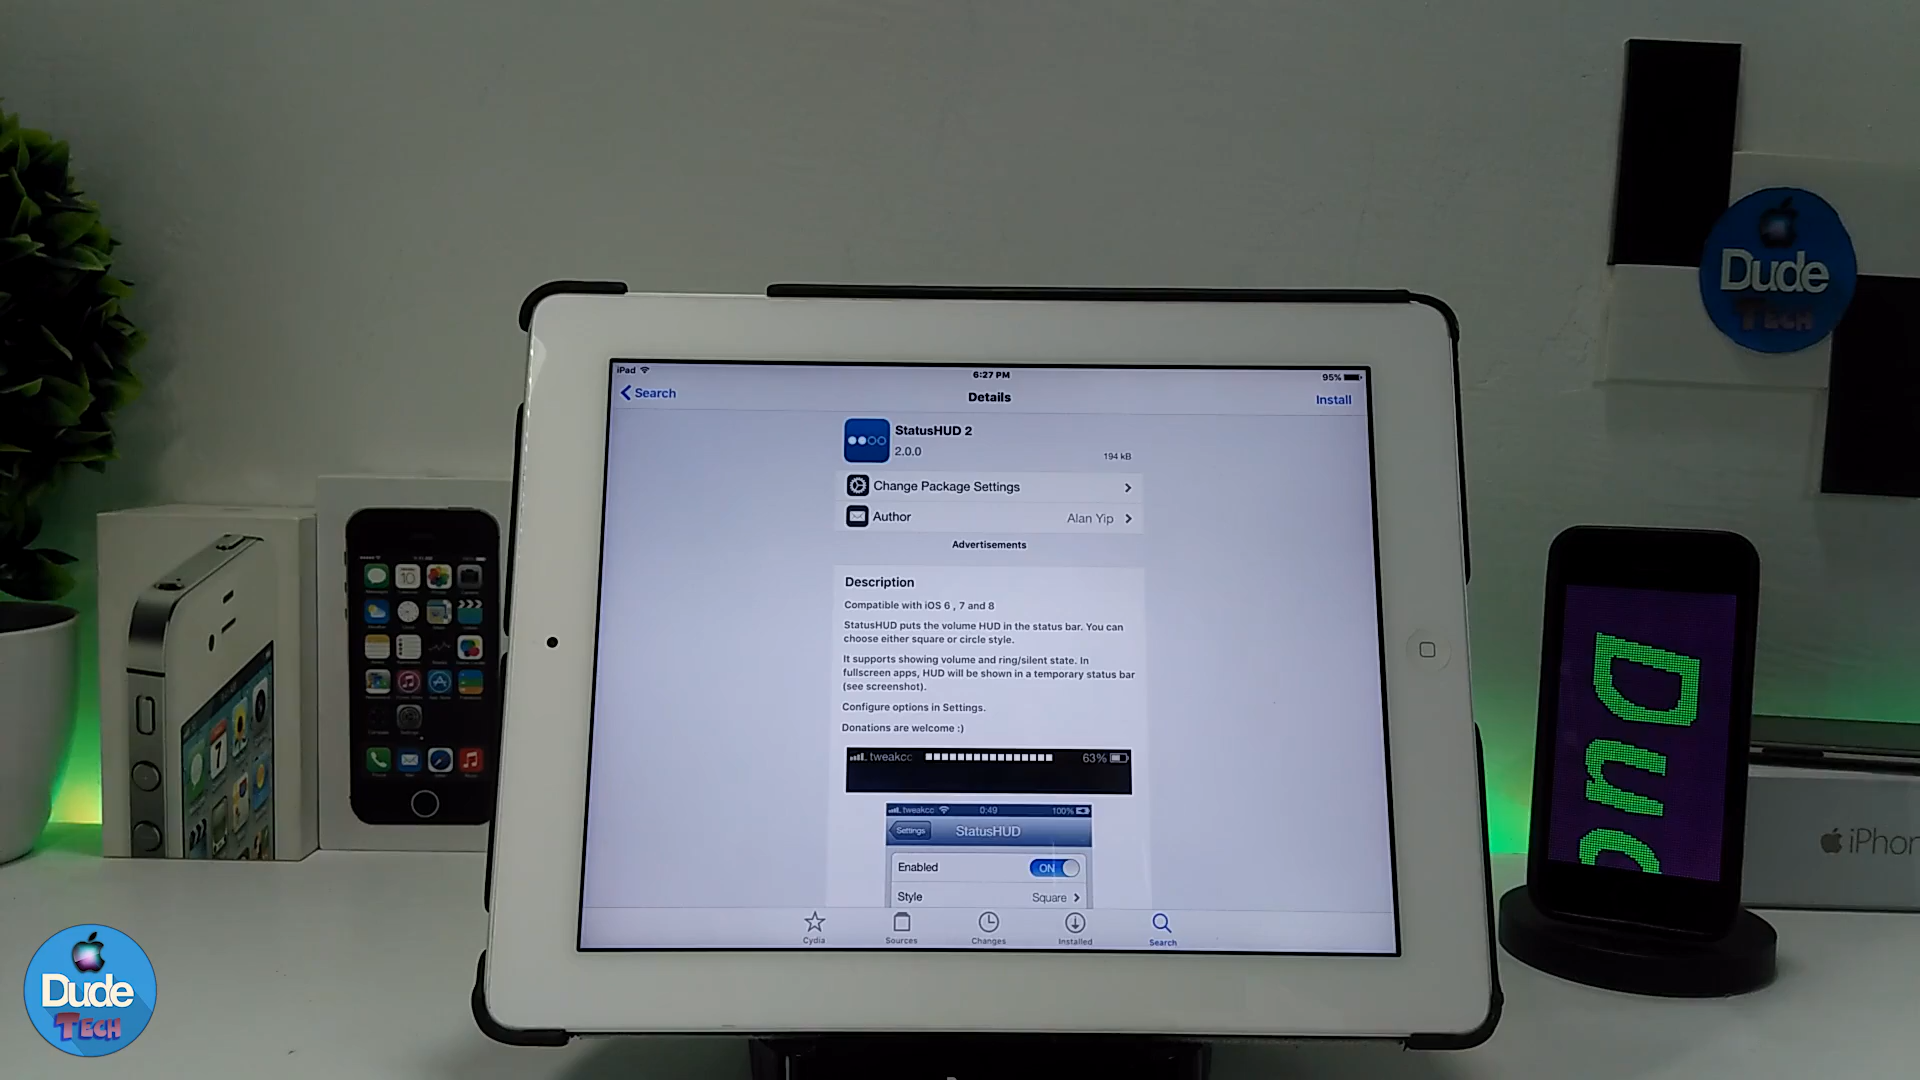 Dude
TECH
iPad
6:27 PM
95%
Search
Details
Install
StatusHUD 2
2.0.0
194 kB
Change Package Settings
Author
Alan Yip
Advertisements
Description
Compatible with iOS 6 , 7 and 8
StatusHUD puts the volume HUD in the status bar. You can
choose either square or circle style.
It supports showing volume and ring/silent state. In
fullscreen apps, HUD will be shown in a temporary status bar
(see screenshot).
Configure options in Settings.
Donations are welcome :)
tweakcc
63%
tweakcc
0:49
100%
Settings
StatusHUD
Enabled
ON
Style
Square
Cydia
Sources
Changes
Installed
Search
Duc
iPhon
Dude
TECH